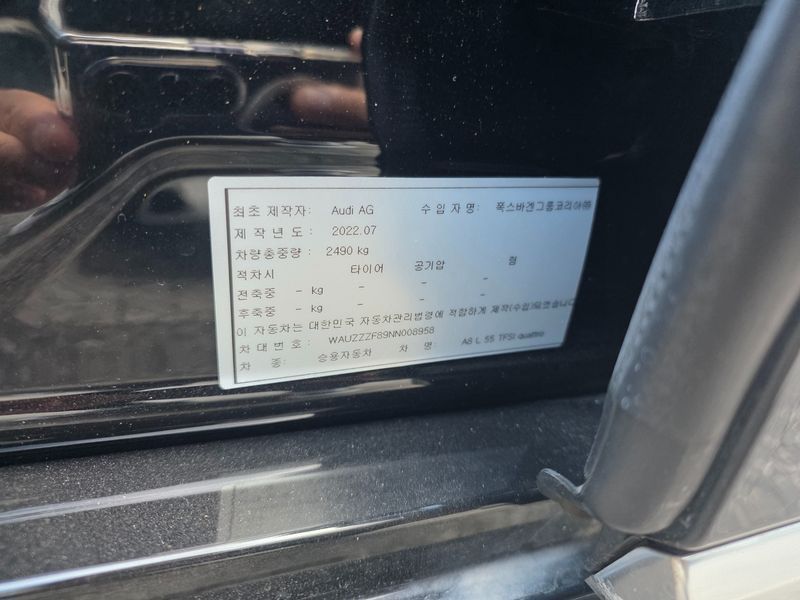 최초 제작자: Audi AG 수 입 자 명: 폭스바겐그룹코리아㈜
제 작 년 도 : 2022.07
차량총중량 : 2490 kg
적차시 타이어 공기압 림
전축중 - kg - -
후축중 - kg - -
이 자동차는 대한민국 자동차관리법령에 적합하게 제작(수입)되었습니다
차 대 번 호 : WAUZZZF89NN008958
차 종: 승용자동차 차 명: A8 L 55 TFSI quattro